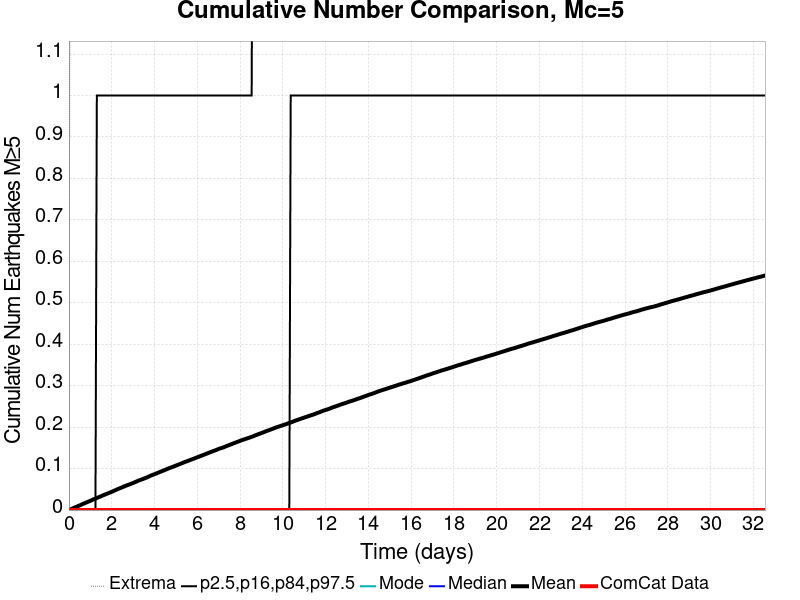 Cumulative Number Comparison, Mc=5
Cumulative Num Earthquakes M≥5
1.1
1
0.9
0.8
0.7
0.6
0.5
0.4
0.3
0.2
0.1
0
0 2 4 6 8 10 12 14 16 18 20 22 24 26 28 30 32
Time (days)
Extrema p2.5,p16,p84,p97.5 Mode Median Mean ComCat Data